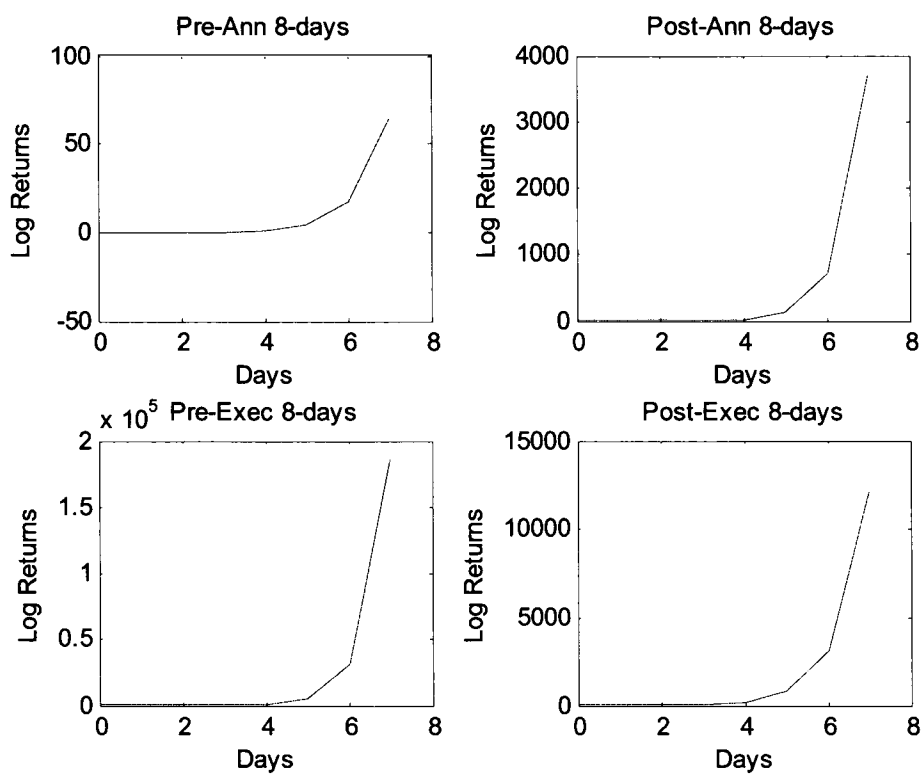 Pre-Ann 8-days
100
50
0
-50
Log Returns
0 2 4 6 8
Days
Post-Ann 8-days
4000
3000
2000
1000
0
Log Returns
0 2 4 6 8
Days
x 10^5 Pre-Exec 8-days
2
1.5
1
0.5
0
Log Returns
0 2 4 6 8
Days
Post-Exec 8-days
15000
10000
5000
0
Log Returns
0 2 4 6 8
Days